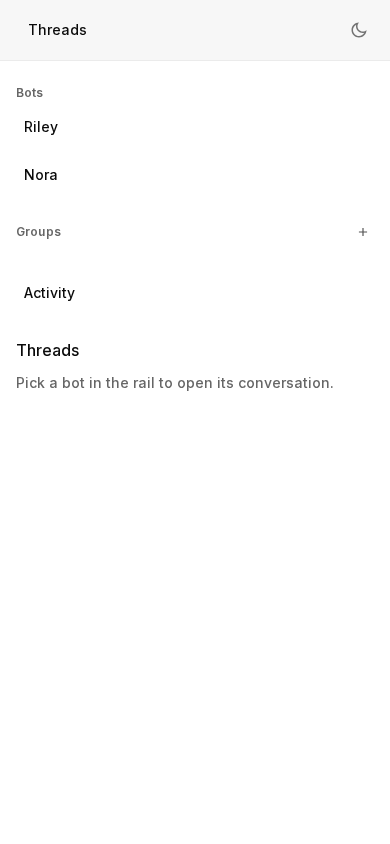 Threads
Bots
Riley
Nora
Groups
Activity
Threads
Pick a bot in the rail to open its conversation.